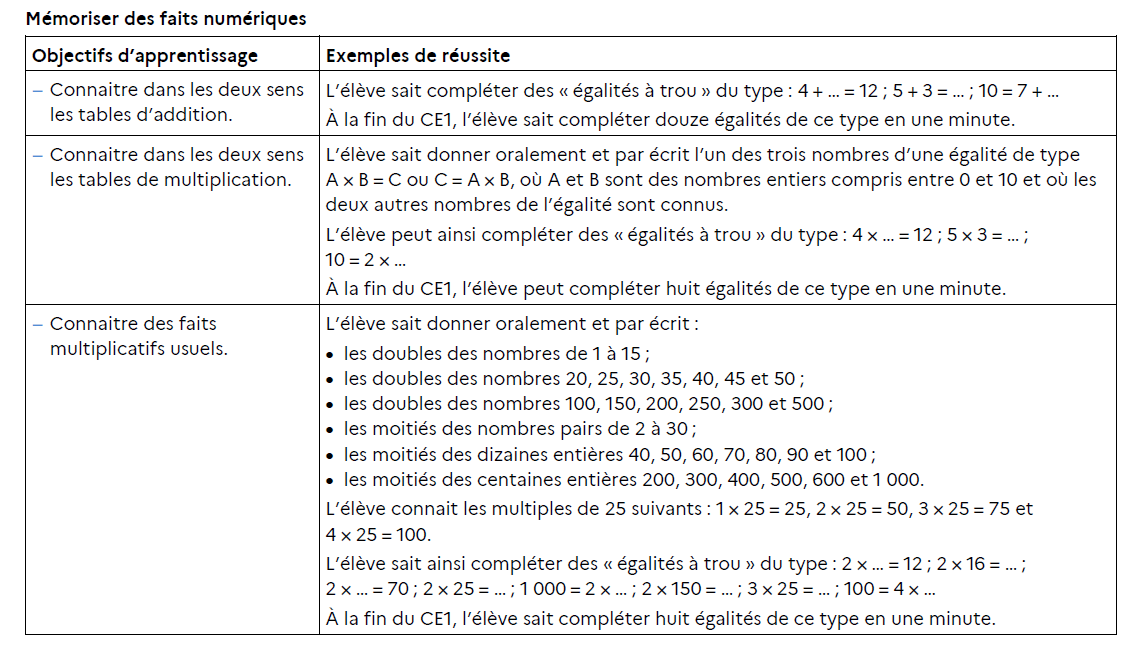 Mémoriser des faits numériques
Objectifs d’apprentissage
Exemples de réussite
– Connaitre dans les deux sens
les tables d’addition.
L’élève sait compléter des « égalités à trou » du type : 4 + … = 12 ; 5 + 3 = … ; 10 = 7 + …
À la fin du CE1, l’élève sait compléter douze égalités de ce type en une minute.
– Connaitre dans les deux sens
les tables de multiplication.
L’élève sait donner oralement et par écrit l’un des trois nombres d’une égalité de type
A × B = C ou C = A × B, où A et B sont des nombres entiers compris entre 0 et 10 et où les
deux autres nombres de l’égalité sont connus.
L’élève peut ainsi compléter des « égalités à trou » du type : 4 × … = 12 ; 5 × 3 = … ;
10 = 2 × …
À la fin du CE1, l’élève peut compléter huit égalités de ce type en une minute.
– Connaitre des faits
multiplicatifs usuels.
L’élève sait donner oralement et par écrit :
• les doubles des nombres de 1 à 15 ;
• les doubles des nombres 20, 25, 30, 35, 40, 45 et 50 ;
• les doubles des nombres 100, 150, 200, 250, 300 et 500 ;
• les moitiés des nombres pairs de 2 à 30 ;
• les moitiés des dizaines entières 40, 50, 60, 70, 80, 90 et 100 ;
• les moitiés des centaines entières 200, 300, 400, 500, 600 et 1 000.
L’élève connait les multiples de 25 suivants : 1 × 25 = 25, 2 × 25 = 50, 3 × 25 = 75 et
4 × 25 = 100.
L’élève sait ainsi compléter des « égalités à trou » du type : 2 × … = 12 ; 2 × 16 = … ;
2 × … = 70 ; 2 × 25 = … ; 1 000 = 2 × … ; 2 × 150 = … ; 3 × 25 = … ; 100 = 4 × …
À la fin du CE1, l’élève sait compléter huit égalités de ce type en une minute.